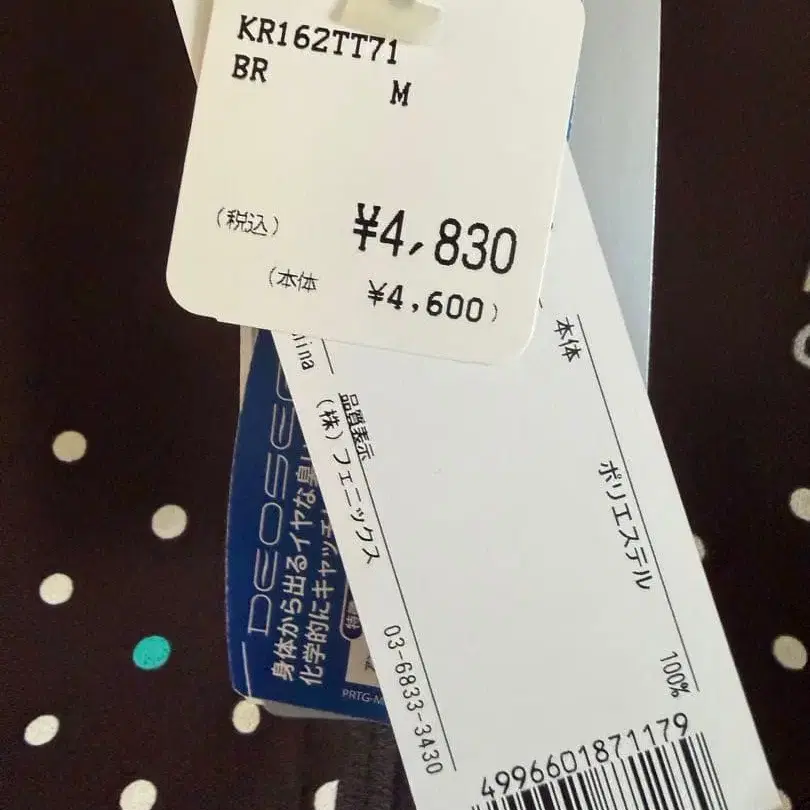 KR162TT71
BR
M
(税込) ¥4,830
(本体 ¥4,600)
本体
ポリエステル 100%
品質表示
(株)フェニックス
03-6833-3430
4996601871179
身体から出るイヤな臭
化学的にキャッチ
PRTG-M